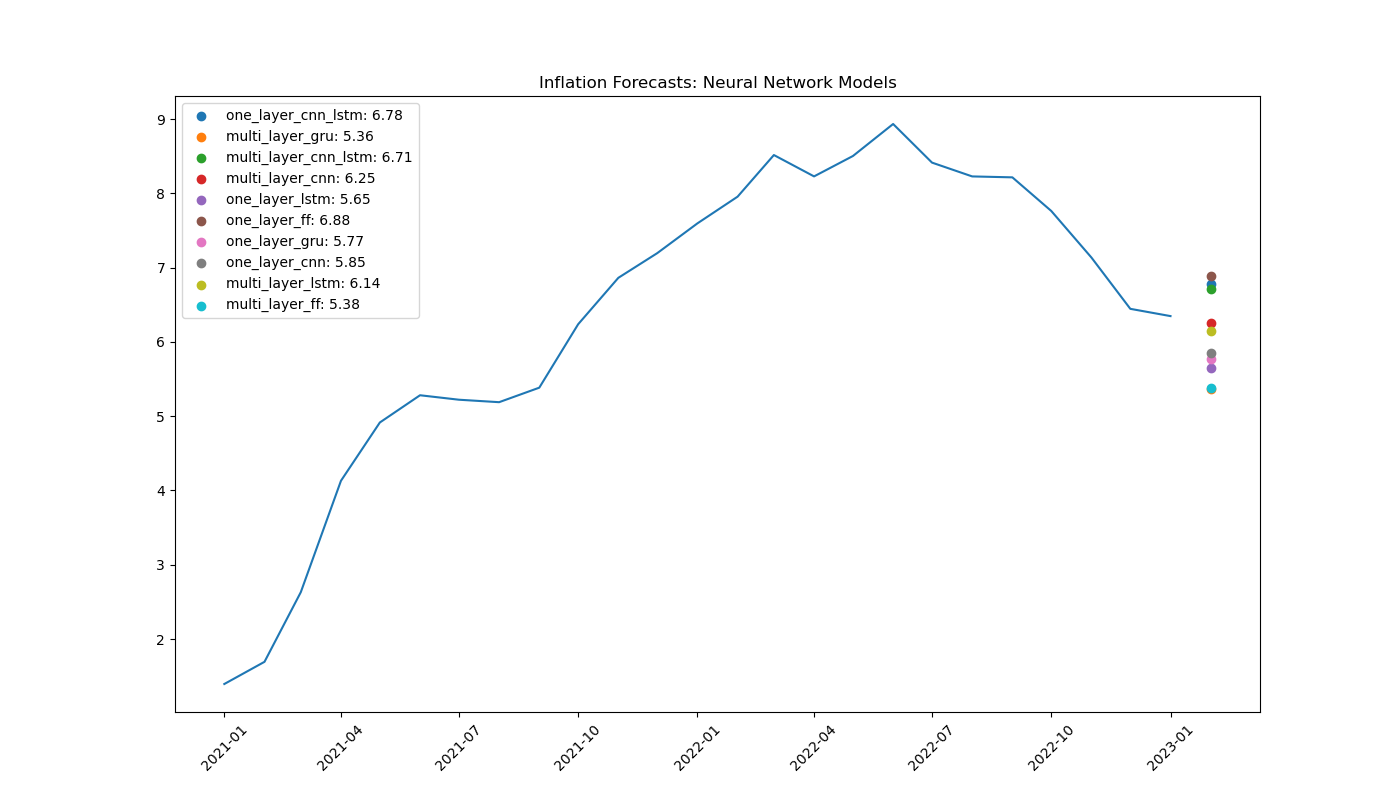 Inflation Forecasts: Neural Network Models
one_layer_cnn_lstm: 6.78
multi_layer_gru: 5.36
multi_layer_cnn_lstm: 6.71
multi_layer_cnn: 6.25
one_layer_lstm: 5.65
one_layer_ff: 6.88
one_layer_gru: 5.77
one_layer_cnn: 5.85
multi_layer_lstm: 6.14
multi_layer_ff: 5.38
9
8
7
6
5
4
3
2
2021-01
2021-04
2021-07
2021-10
2022-01
2022-04
2022-07
2022-10
2023-01